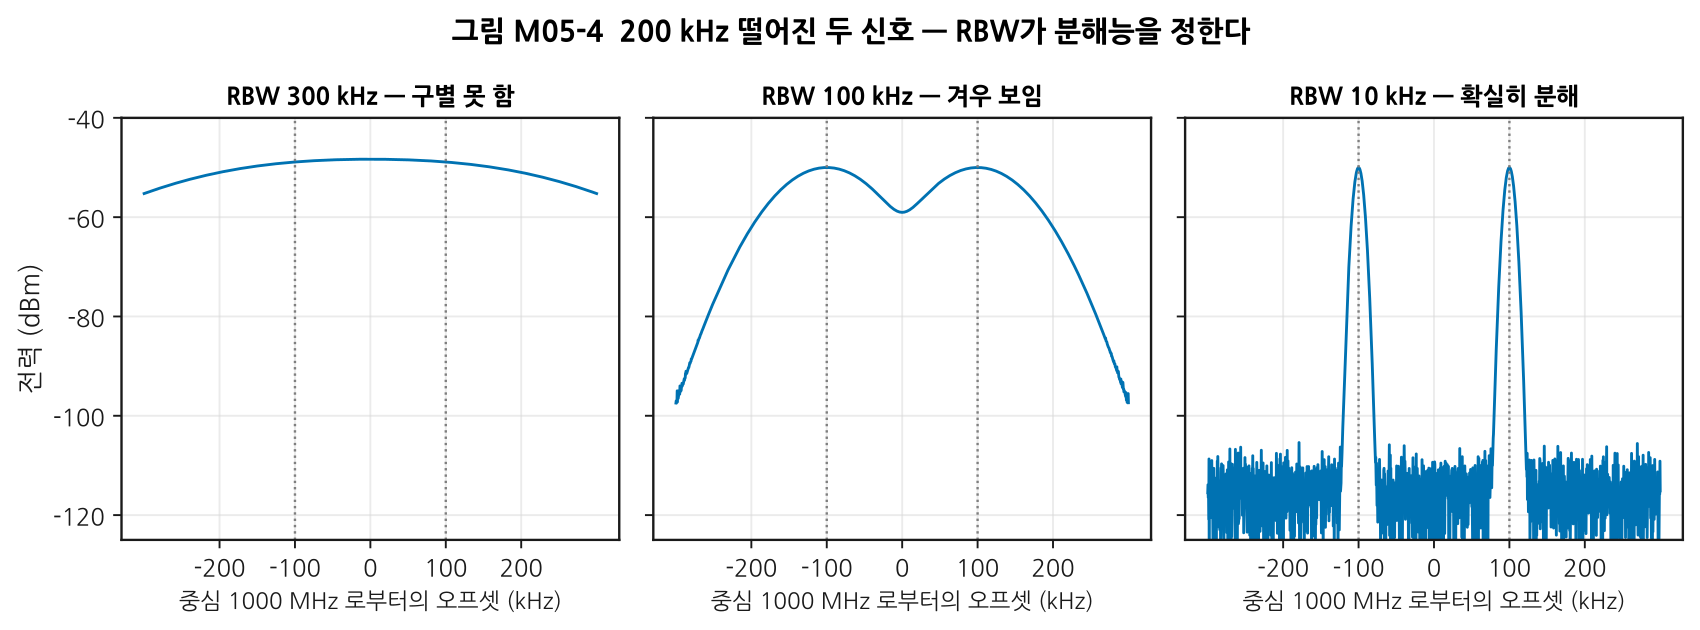 그림 M05-4  200 kHz 떨어진 두 신호 — RBW가 분해능을 정한다
RBW 300 kHz — 구별 못 함
RBW 100 kHz — 겨우 보임
RBW 10 kHz — 확실히 분해
전력 (dBm)
-40
-60
-80
-100
-120
-200 -100 0 100 200
-200 -100 0 100 200
-200 -100 0 100 200
중심 1000 MHz 로부터의 오프셋 (kHz)
중심 1000 MHz 로부터의 오프셋 (kHz)
중심 1000 MHz 로부터의 오프셋 (kHz)